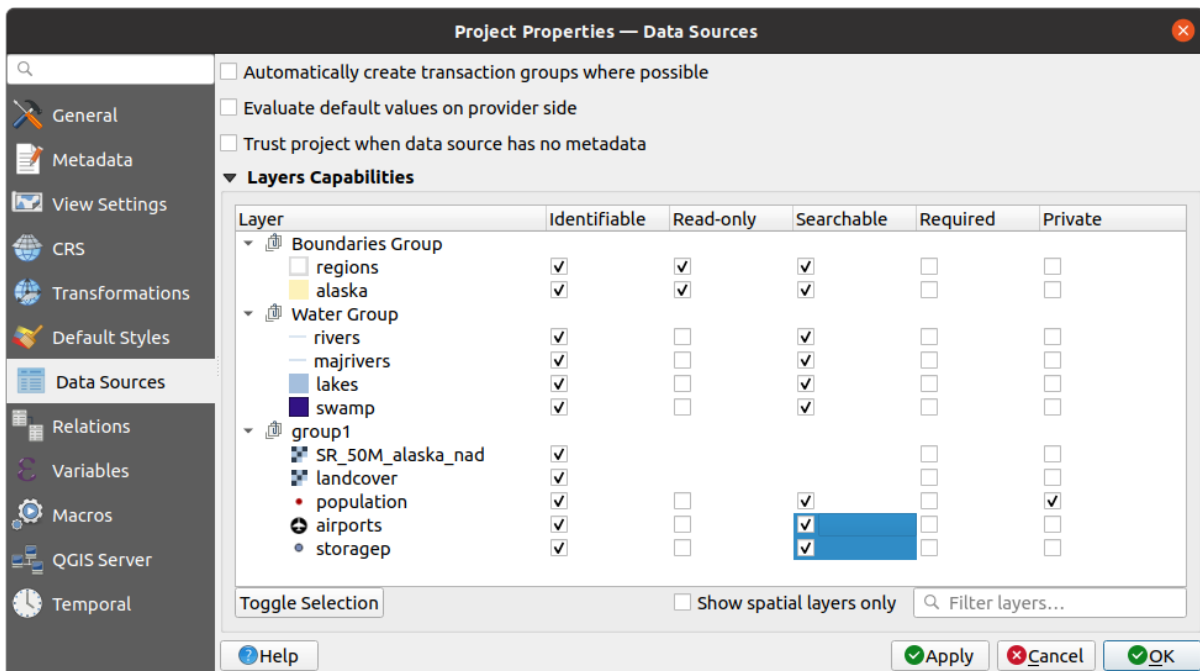 Project Properties — Data Sources
Automatically create transaction groups where possible
Evaluate default values on provider side
Trust project when data source has no metadata
Layers Capabilities
General
Metadata
View Settings
CRS
Transformations
Default Styles
Data Sources
Relations
Variables
Macros
QGIS Server
Temporal
Layer Identifiable Read-only Searchable Required Private
Boundaries Group
regions
alaska
Water Group
rivers
majrivers
lakes
swamp
group1
SR_50M_alaska_nad
landcover
population
airports
storagep
Toggle Selection Show spatial layers only Filter layers...
Help Apply Cancel OK